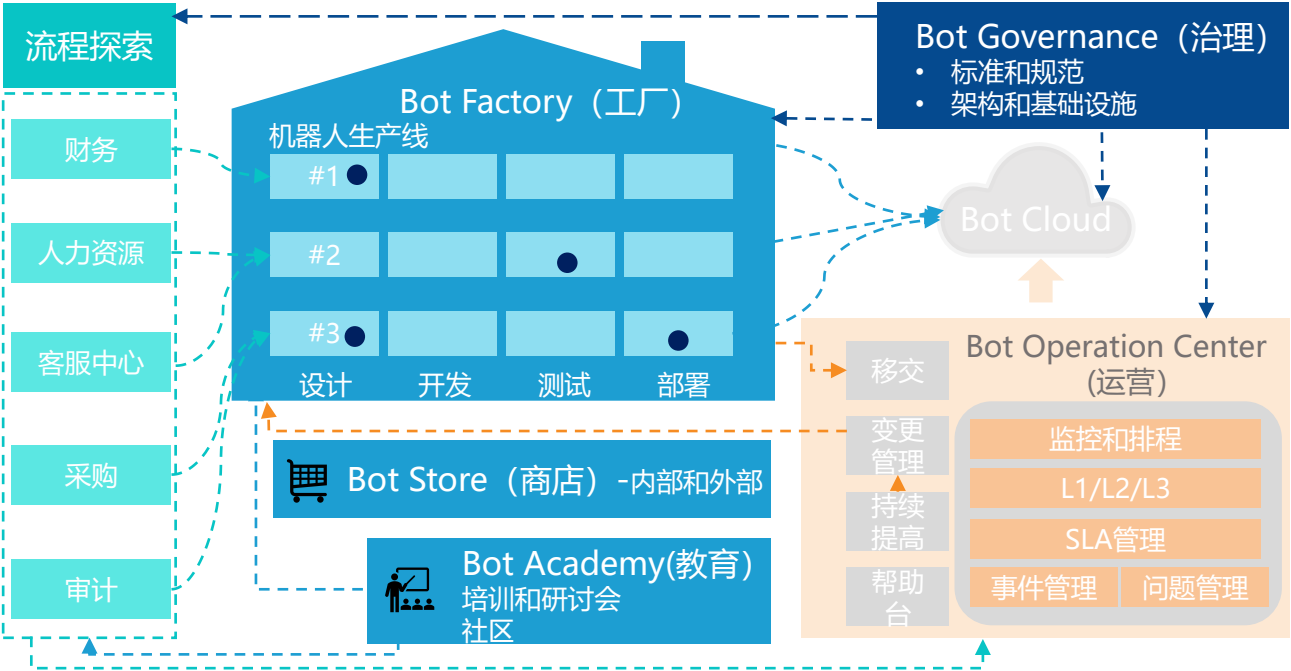 流程探索
财务
人力资源
客服中心
采购
审计
Bot Factory（工厂）
机器人生产线
#1
#2
#3
设计
开发
测试
部署
Bot Store（商店）-内部和外部
Bot Academy(教育）
培训和研讨会
社区
Bot Governance（治理）
• 标准和规范
• 架构和基础设施
Bot Cloud
Bot Operation Center
(运营)
移交
变更
管理
持续
提高
帮助
台
监控和排程
L1/L2/L3
SLA管理
事件管理
问题管理